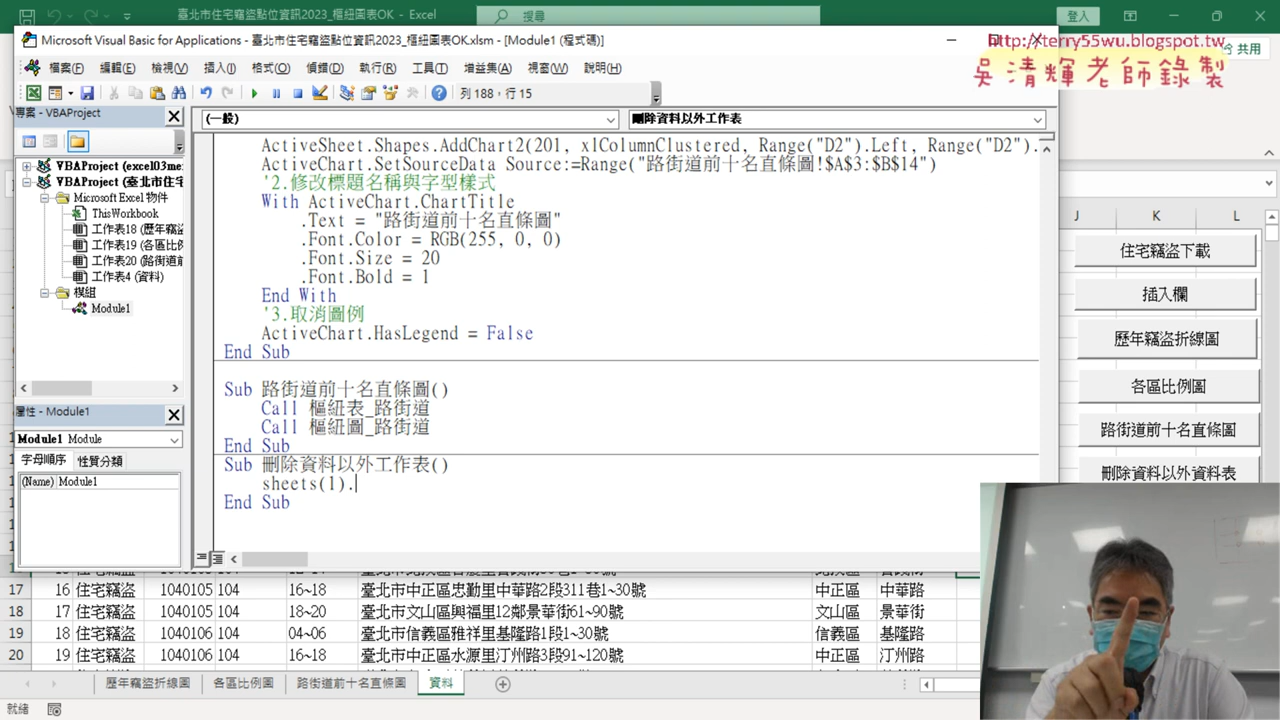 臺北市住宅竊盜點位資訊2023_樞紐圖表OK - Excel
搜尋
登入
Microsoft Visual Basic for Applications - 臺北市住宅竊盜點位資訊2023_樞紐圖表OK.xlsm - [Module1 (程式碼)]
http://terry55wu.blogspot.tw
共用
吳清輝老師錄製
檔案(F) 編輯(E) 檢視(V) 插入(I) 格式(O) 偵錯(D) 執行(R) 工具(T) 增益集(A) 視窗(W) 說明(H)
列 188，行 15
專案 - VBAProject
(一般)
刪除資料以外工作表
VBAProject (excel03me
VBAProject (臺北市住宅
Microsoft Excel 物件
ThisWorkbook
工作表18 (歷年竊盜
工作表19 (各區比例
工作表20 (路街道前
工作表4 (資料)
模組
Module1
屬性 - Module1
Module1 Module
字母順序 性質分類
(Name) Module1
ActiveSheet.Shapes.AddChart2(201, xlColumnClustered, Range("D2").Left, Range("D2").
ActiveChart.SetSourceData Source:=Range("路街道前十名直條圖!$A$3:$B$14")
'2.修改標題名稱與字型樣式
With ActiveChart.ChartTitle
.Text = "路街道前十名直條圖"
.Font.Color = RGB(255, 0, 0)
.Font.Size = 20
.Font.Bold = 1
End With
'3.取消圖例
ActiveChart.HasLegend = False
End Sub
Sub 路街道前十名直條圖()
Call 樞紐表_路街道
Call 樞紐圖_路街道
End Sub
Sub 刪除資料以外工作表()
sheets(1).
End Sub
J K L
住宅竊盜下載
插入欄
歷年竊盜折線圖
各區比例圖
路街道前十名直條圖
刪除資料以外資料表
17 16 住宅竊盜 1040105 104 16~18 臺北市中正區忠勤里中華路2段311巷1~30號 中正區 中華路
18 17 住宅竊盜 1040105 104 18~20 臺北市文山區興福里12鄰景華街61~90號 文山區 景華街
19 18 住宅竊盜 1040106 104 04~06 臺北市信義區雅祥里基隆路1段1~30號 信義區 基隆路
20 19 住宅竊盜 1040106 104 16~18 臺北市中正區水源里汀州路3段91~120號 中正區 汀州路
歷年竊盜折線圖 各區比例圖 路街道前十名直條圖 資料
就緒